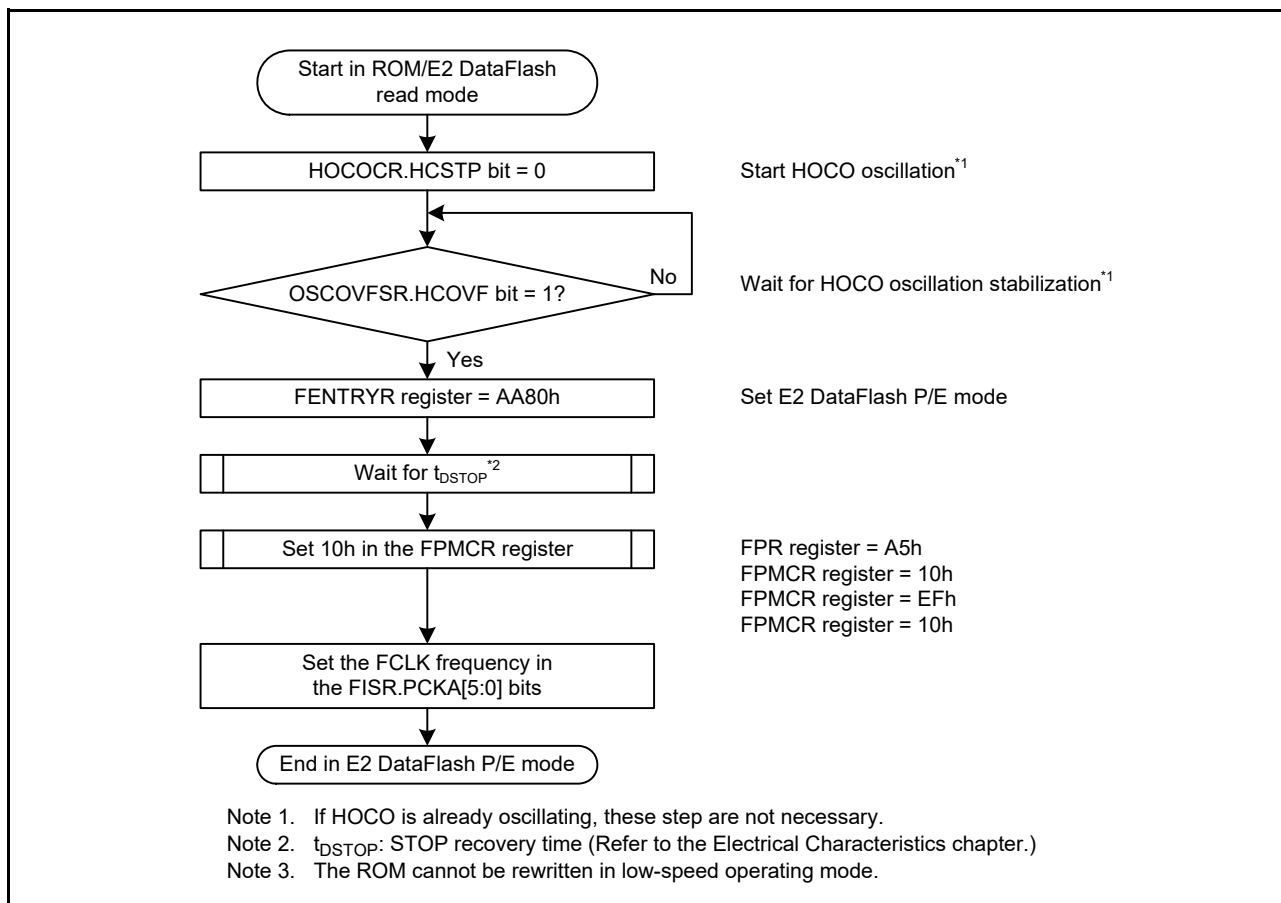 Start in ROM/E2 DataFlash
read mode
HOCOCR.HCSTP bit = 0
Start HOCO oscillation*1
OSCOVFSR.HCOVF bit = 1?
No
Wait for HOCO oscillation stabilization*1
Yes
FENTRYR register = AA80h
Set E2 DataFlash P/E mode
Wait for tDSTOP*2
Set 10h in the FPMCR register
FPR register = A5h
FPMCR register = 10h
FPMCR register = EFh
FPMCR register = 10h
Set the FCLK frequency in
the FISR.PCKA[5:0] bits
End in E2 DataFlash P/E mode
Note 1. If HOCO is already oscillating, these step are not necessary.
Note 2. tDSTOP: STOP recovery time (Refer to the Electrical Characteristics chapter.)
Note 3. The ROM cannot be rewritten in low-speed operating mode.